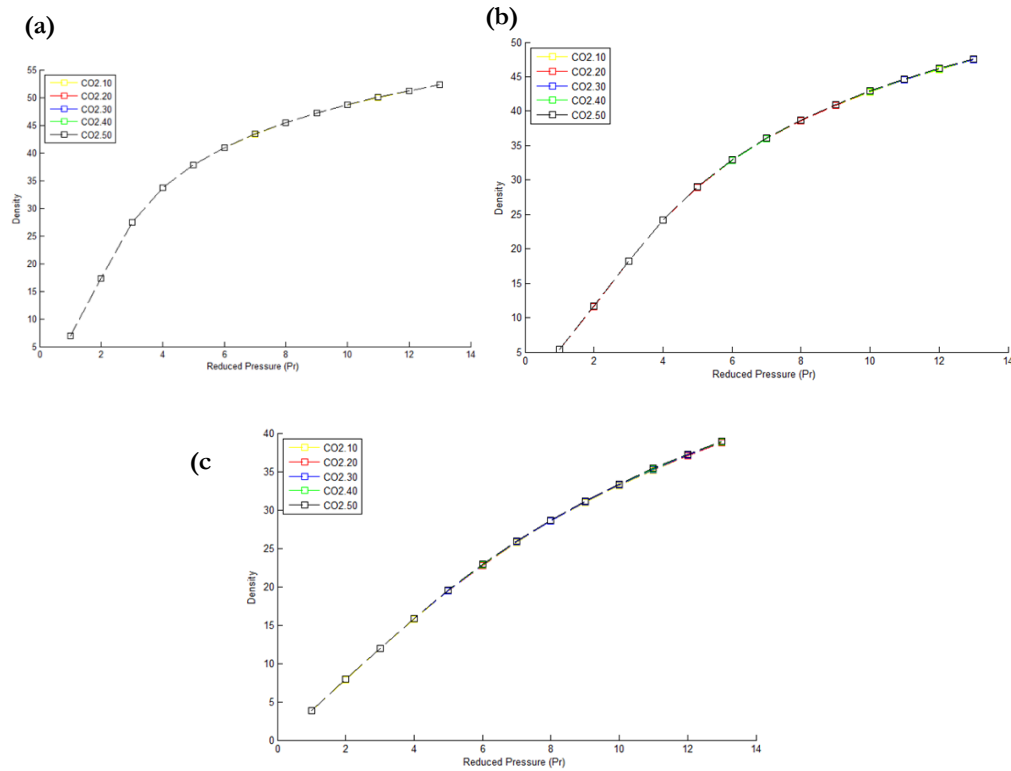 (a)
55
50
45
40
35
30
25
20
15
10
5
Density
CO2.10
CO2.20
CO2.30
CO2.40
CO2.50
0 2 4 6 8 10 12 14
Reduced Pressure (Pr)
(b)
50
45
40
35
30
25
20
15
10
5
Density
CO2.10
CO2.20
CO2.30
CO2.40
CO2.50
0 2 4 6 8 10 12 14
Reduced Pressure (Pr)
(c
40
35
30
25
20
15
10
5
0
Density
CO2.10
CO2.20
CO2.30
CO2.40
CO2.50
0 2 4 6 8 10 12 14
Reduced Pressure (Pr)